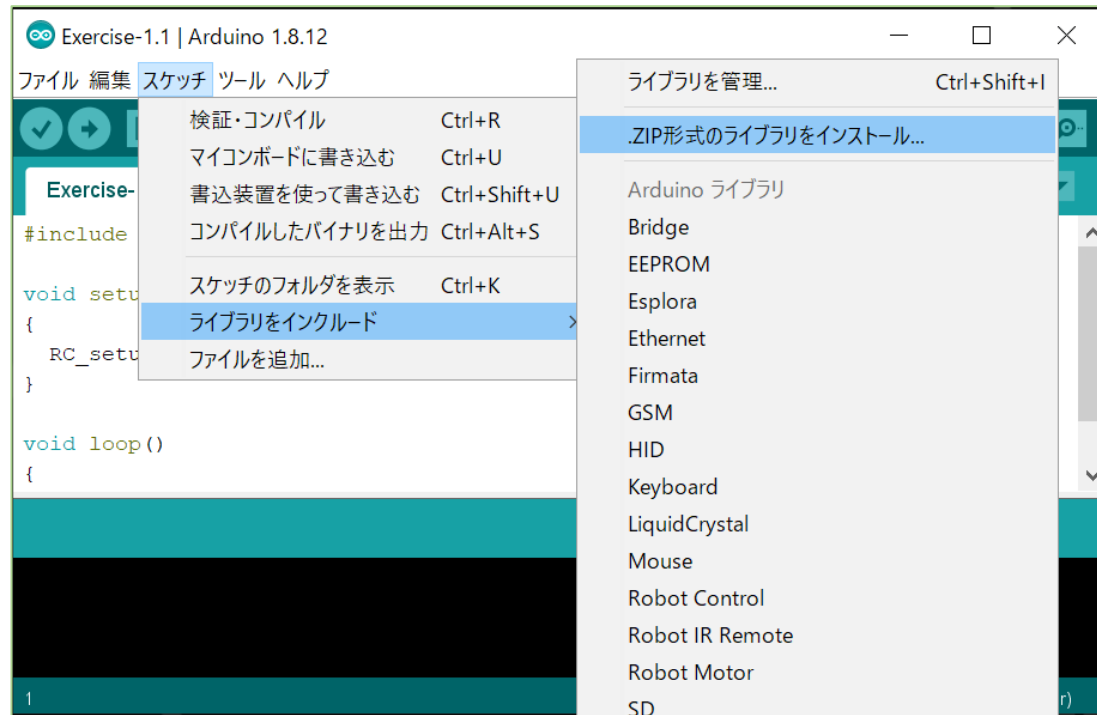 Exercise-1.1 | Arduino 1.8.12
ファイル 編集 スケッチ ツール ヘルプ
検証・コンパイル Ctrl+R
マイコンボードに書き込む Ctrl+U
書込装置を使って書き込む Ctrl+Shift+U
コンパイルしたバイナリを出力 Ctrl+Alt+S
スケッチのフォルダを表示 Ctrl+K
ライブラリをインクルード
ファイルを追加...
ライブラリを管理... Ctrl+Shift+I
.ZIP形式のライブラリをインストール...
Arduino ライブラリ
Bridge
EEPROM
Esplora
Ethernet
Firmata
GSM
HID
Keyboard
LiquidCrystal
Mouse
Robot Control
Robot IR Remote
Robot Motor
SD
Exercise-
#include
void setu
{
RC_setu
}
void loop()
{
1
r)